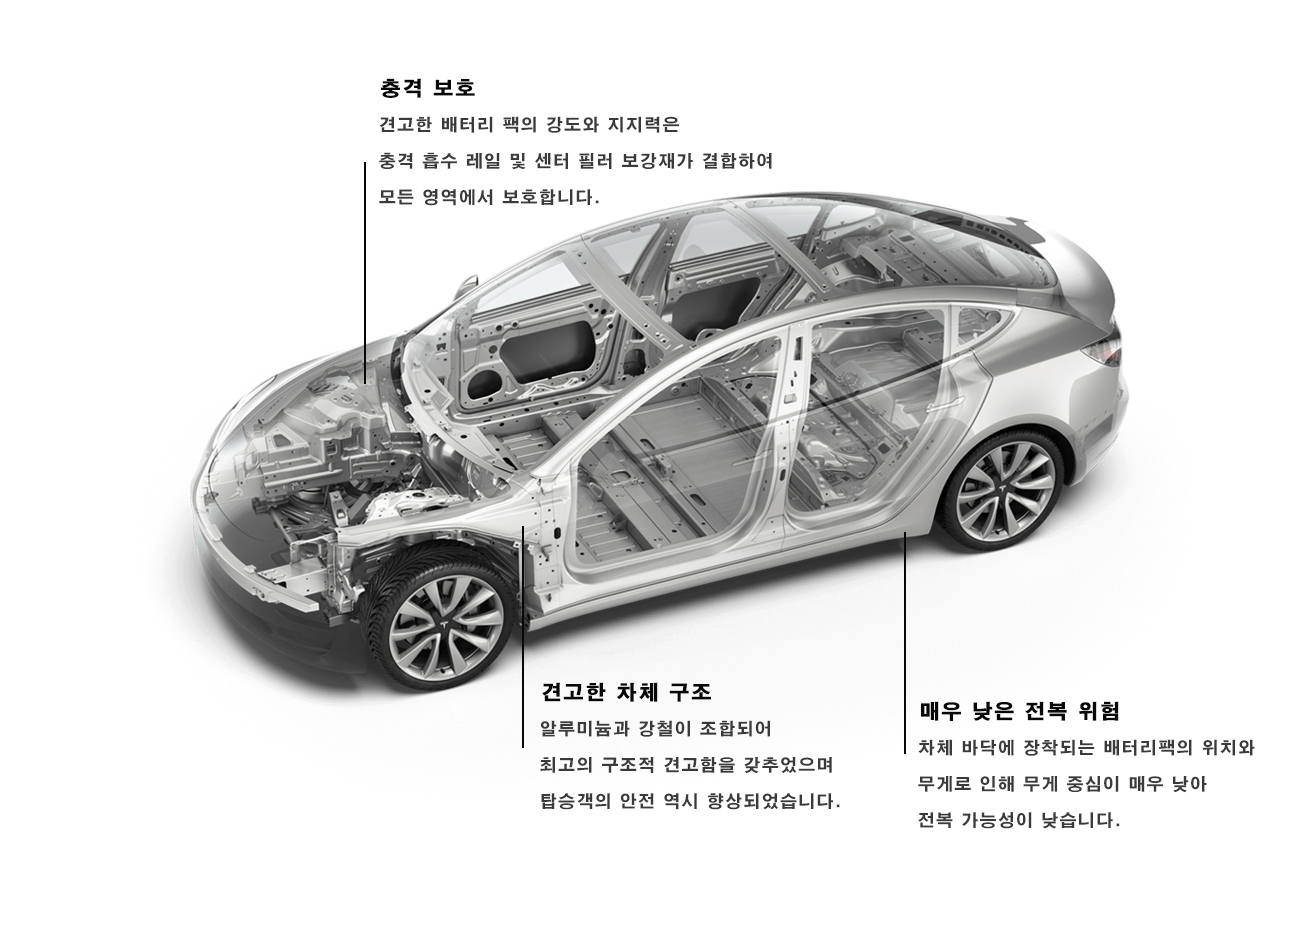 충격 보호
견고한 배터리 팩의 강도와 지지력은
충격 흡수 레일 및 센터 필러 보강재가 결합하여
모든 영역에서 보호합니다.
견고한 차체 구조
알루미늄과 강철이 조합되어
최고의 구조적 견고함을 갖추었으며
탑승객의 안전 역시 향상되었습니다.
매우 낮은 전복 위험
차체 바닥에 장착되는 배터리팩의 위치와
무게로 인해 무게 중심이 매우 낮아
전복 가능성이 낮습니다.